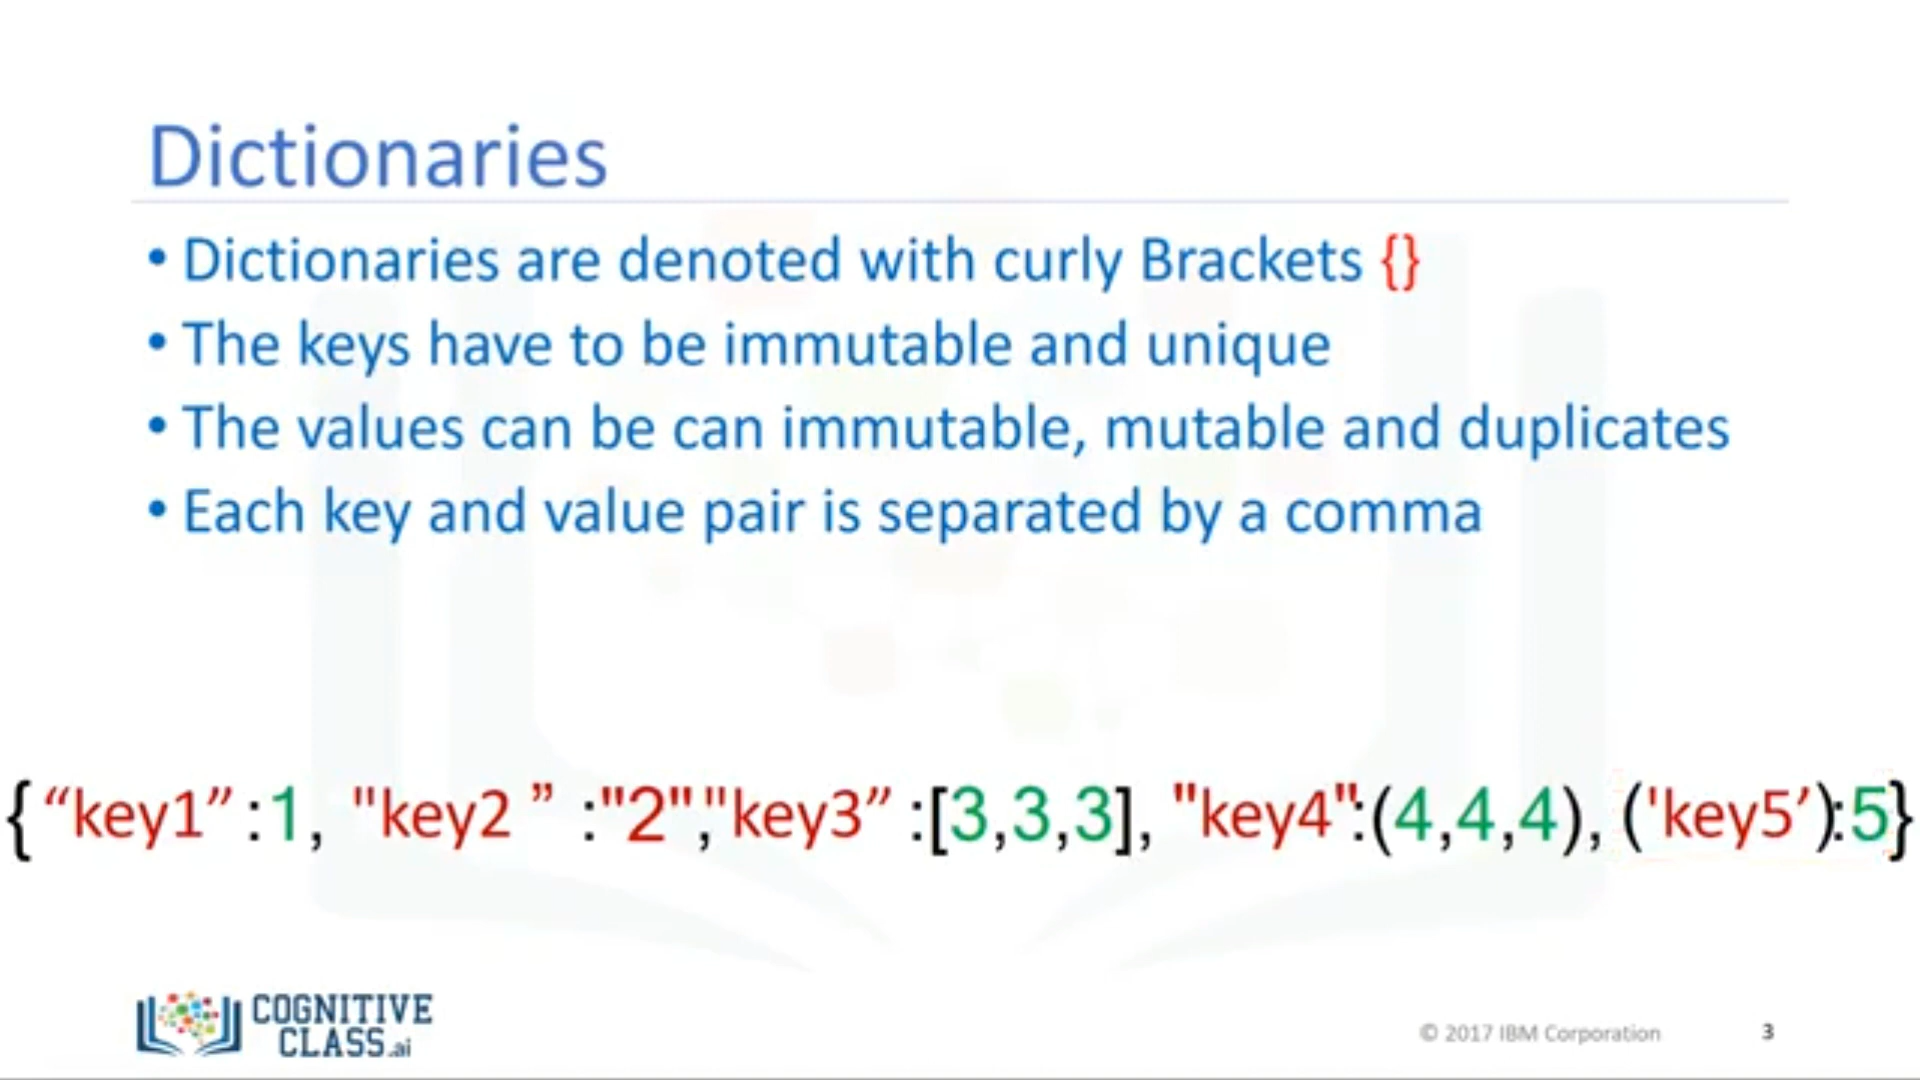 Dictionaries
• Dictionaries are denoted with curly Brackets {}
• The keys have to be immutable and unique
• The values can be can immutable, mutable and duplicates
• Each key and value pair is separated by a comma
{“key1” :1, "key2 ” :"2","key3” :[3,3,3], "key4":(4,4,4), ('key5’):5}
COGNITIVE
CLASS.ai
© 2017 IBM Corporation 3